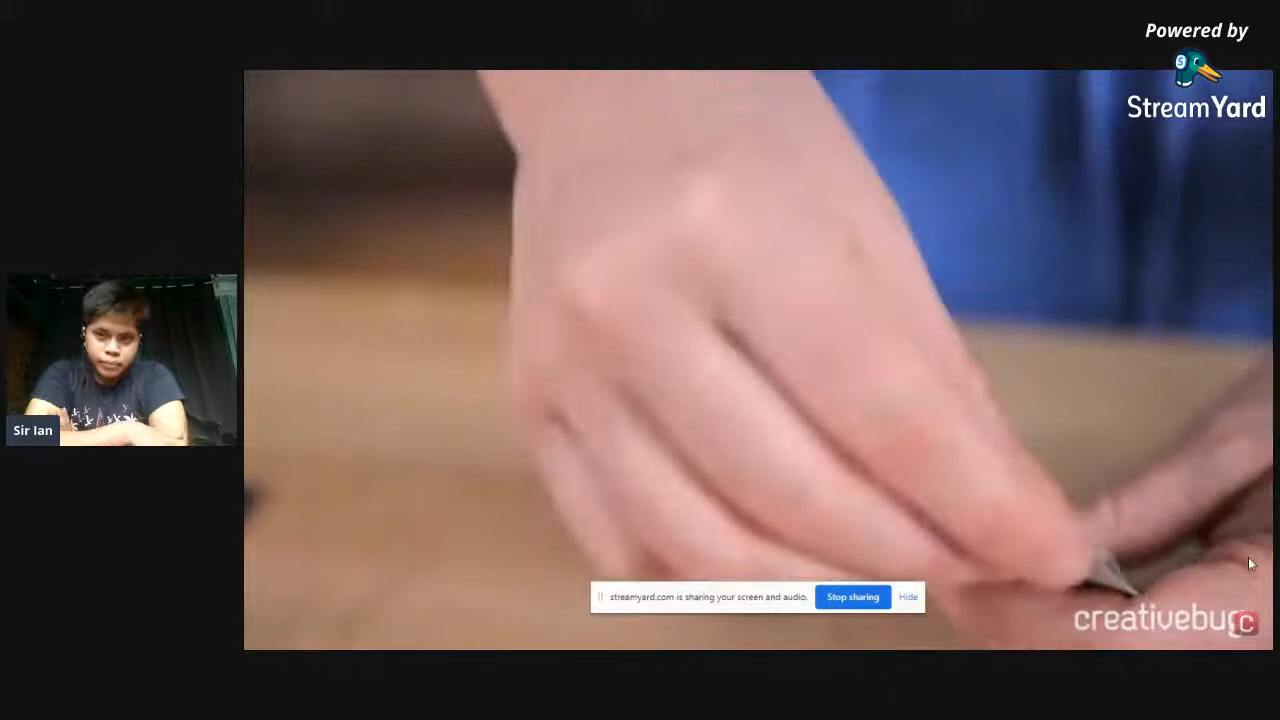 Powered by
StreamYard
Sir Ian
streamyard.com is sharing your screen and audio.
Stop sharing
Hide
creativebug
C